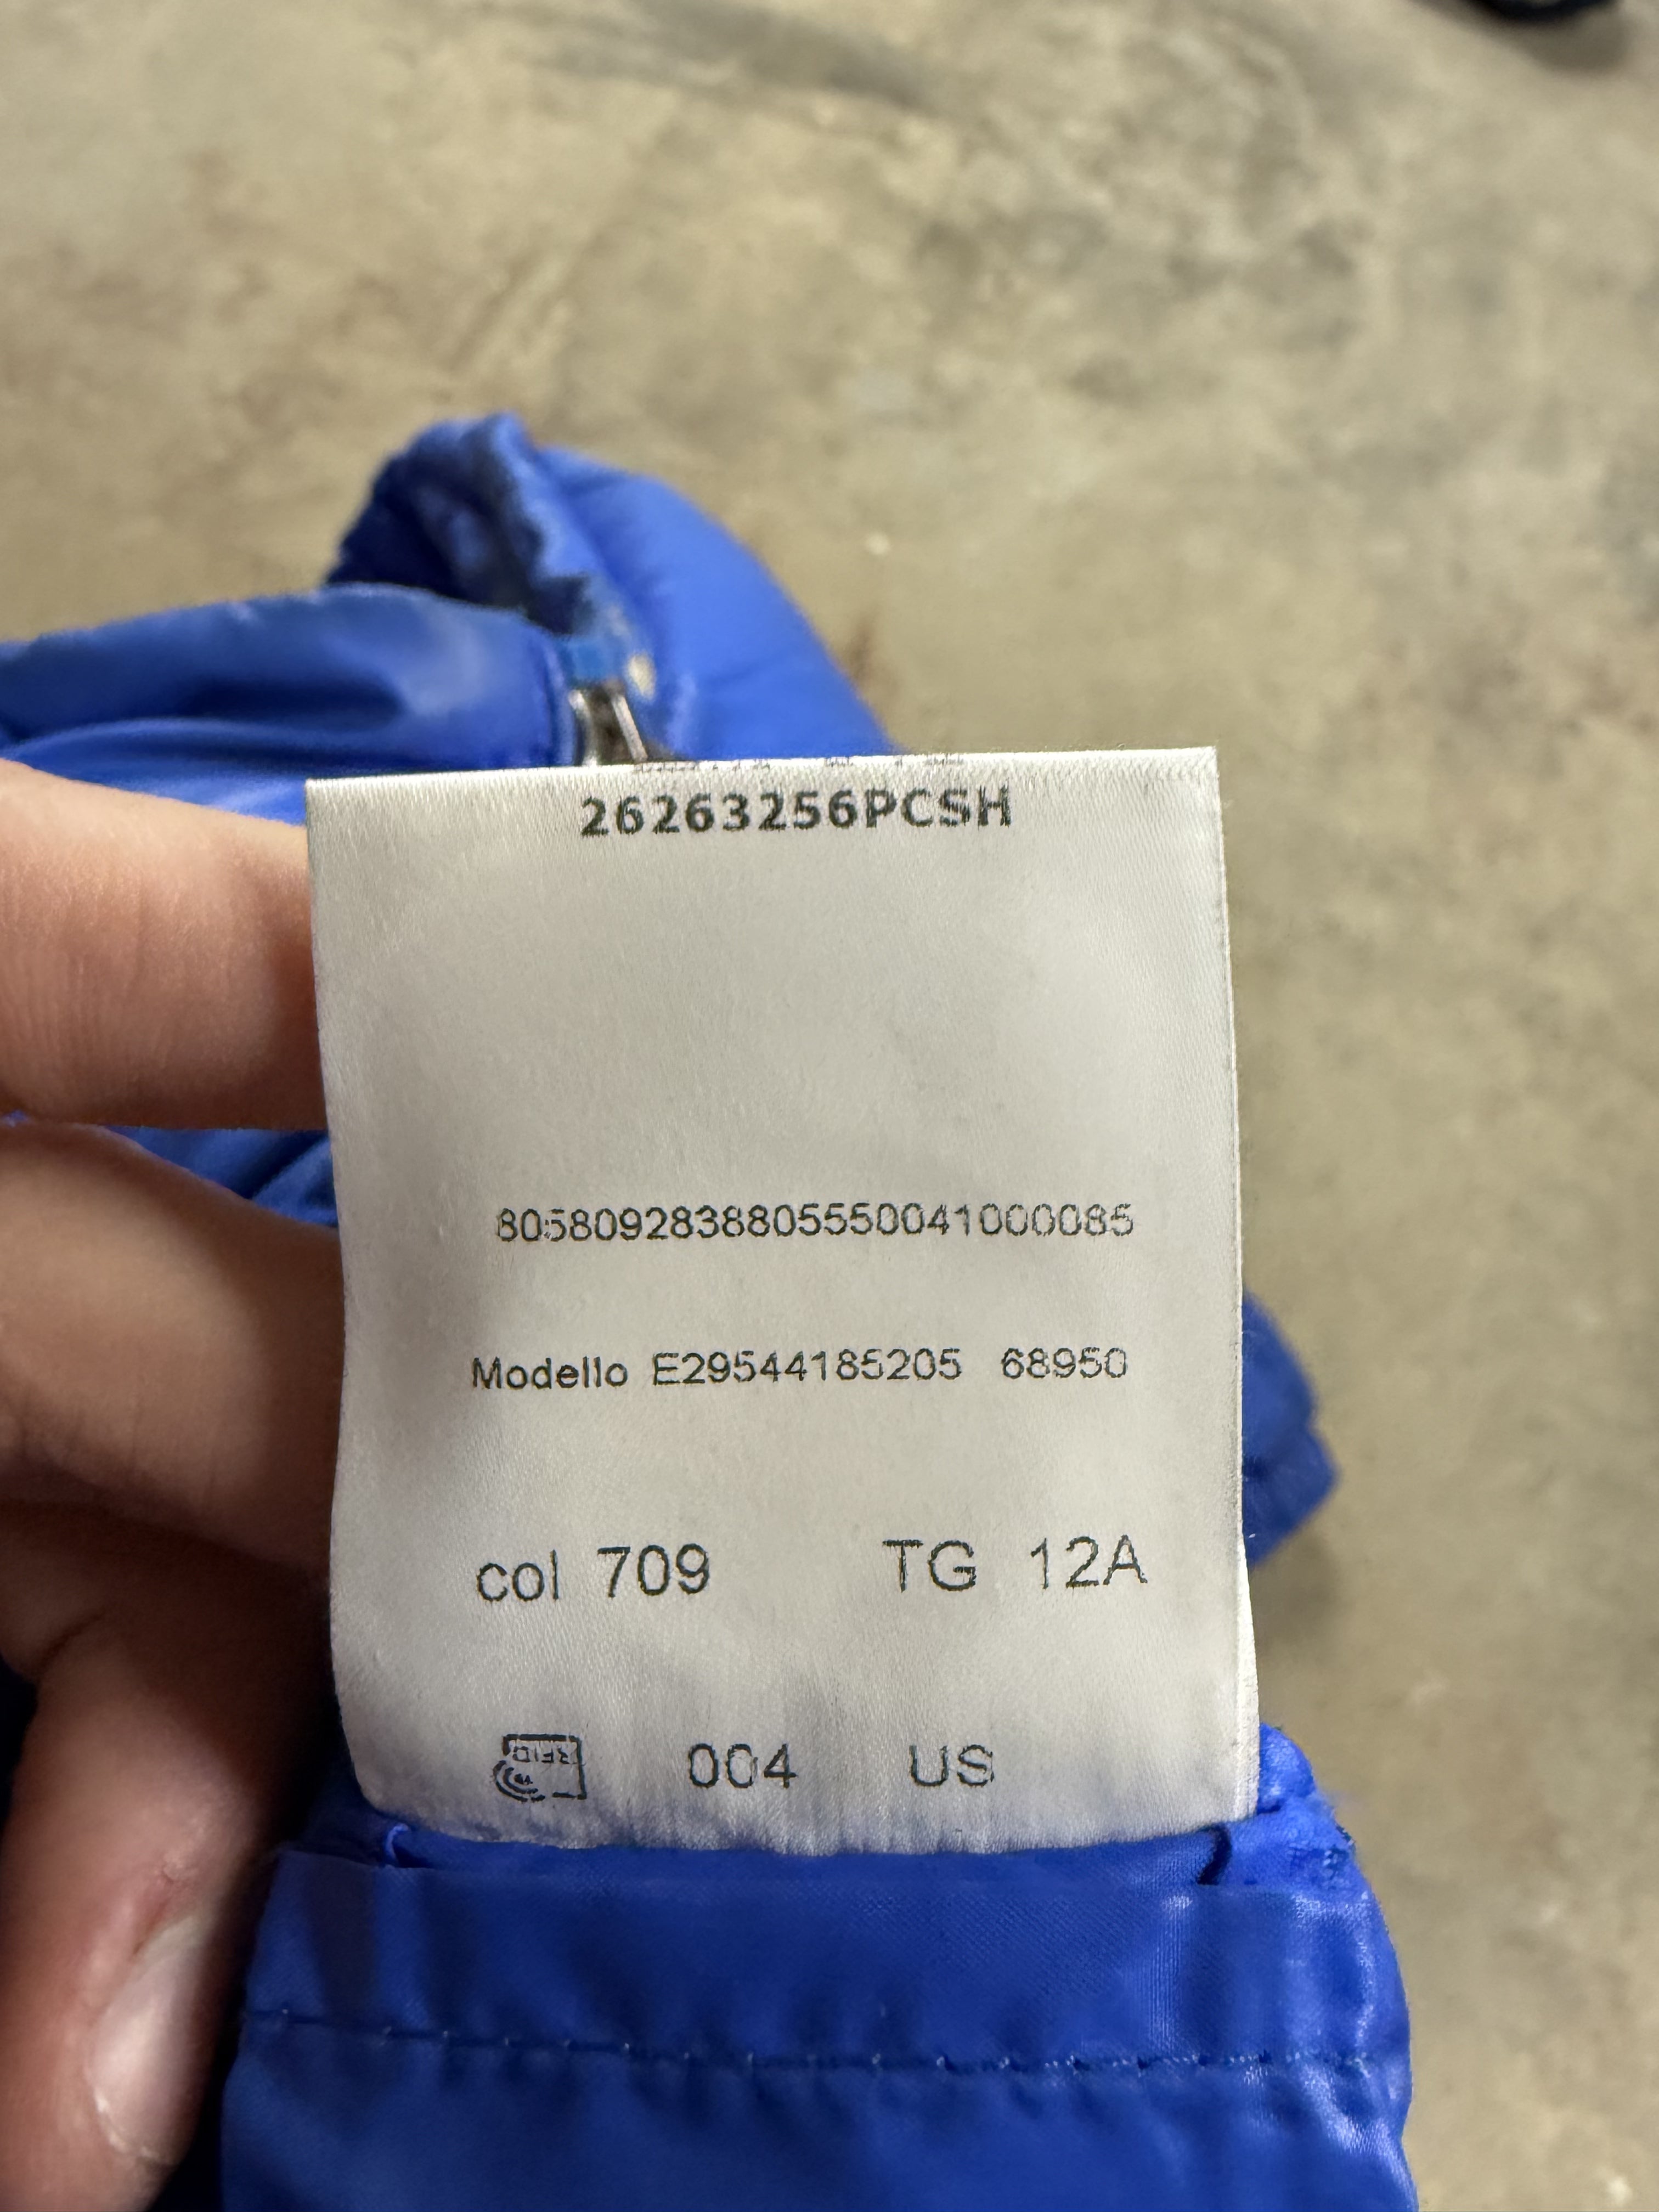 26263256PCSH
8058092838805550041000085
Modello E29544185205 68950
col 709 TG 12A
RFID 004 US